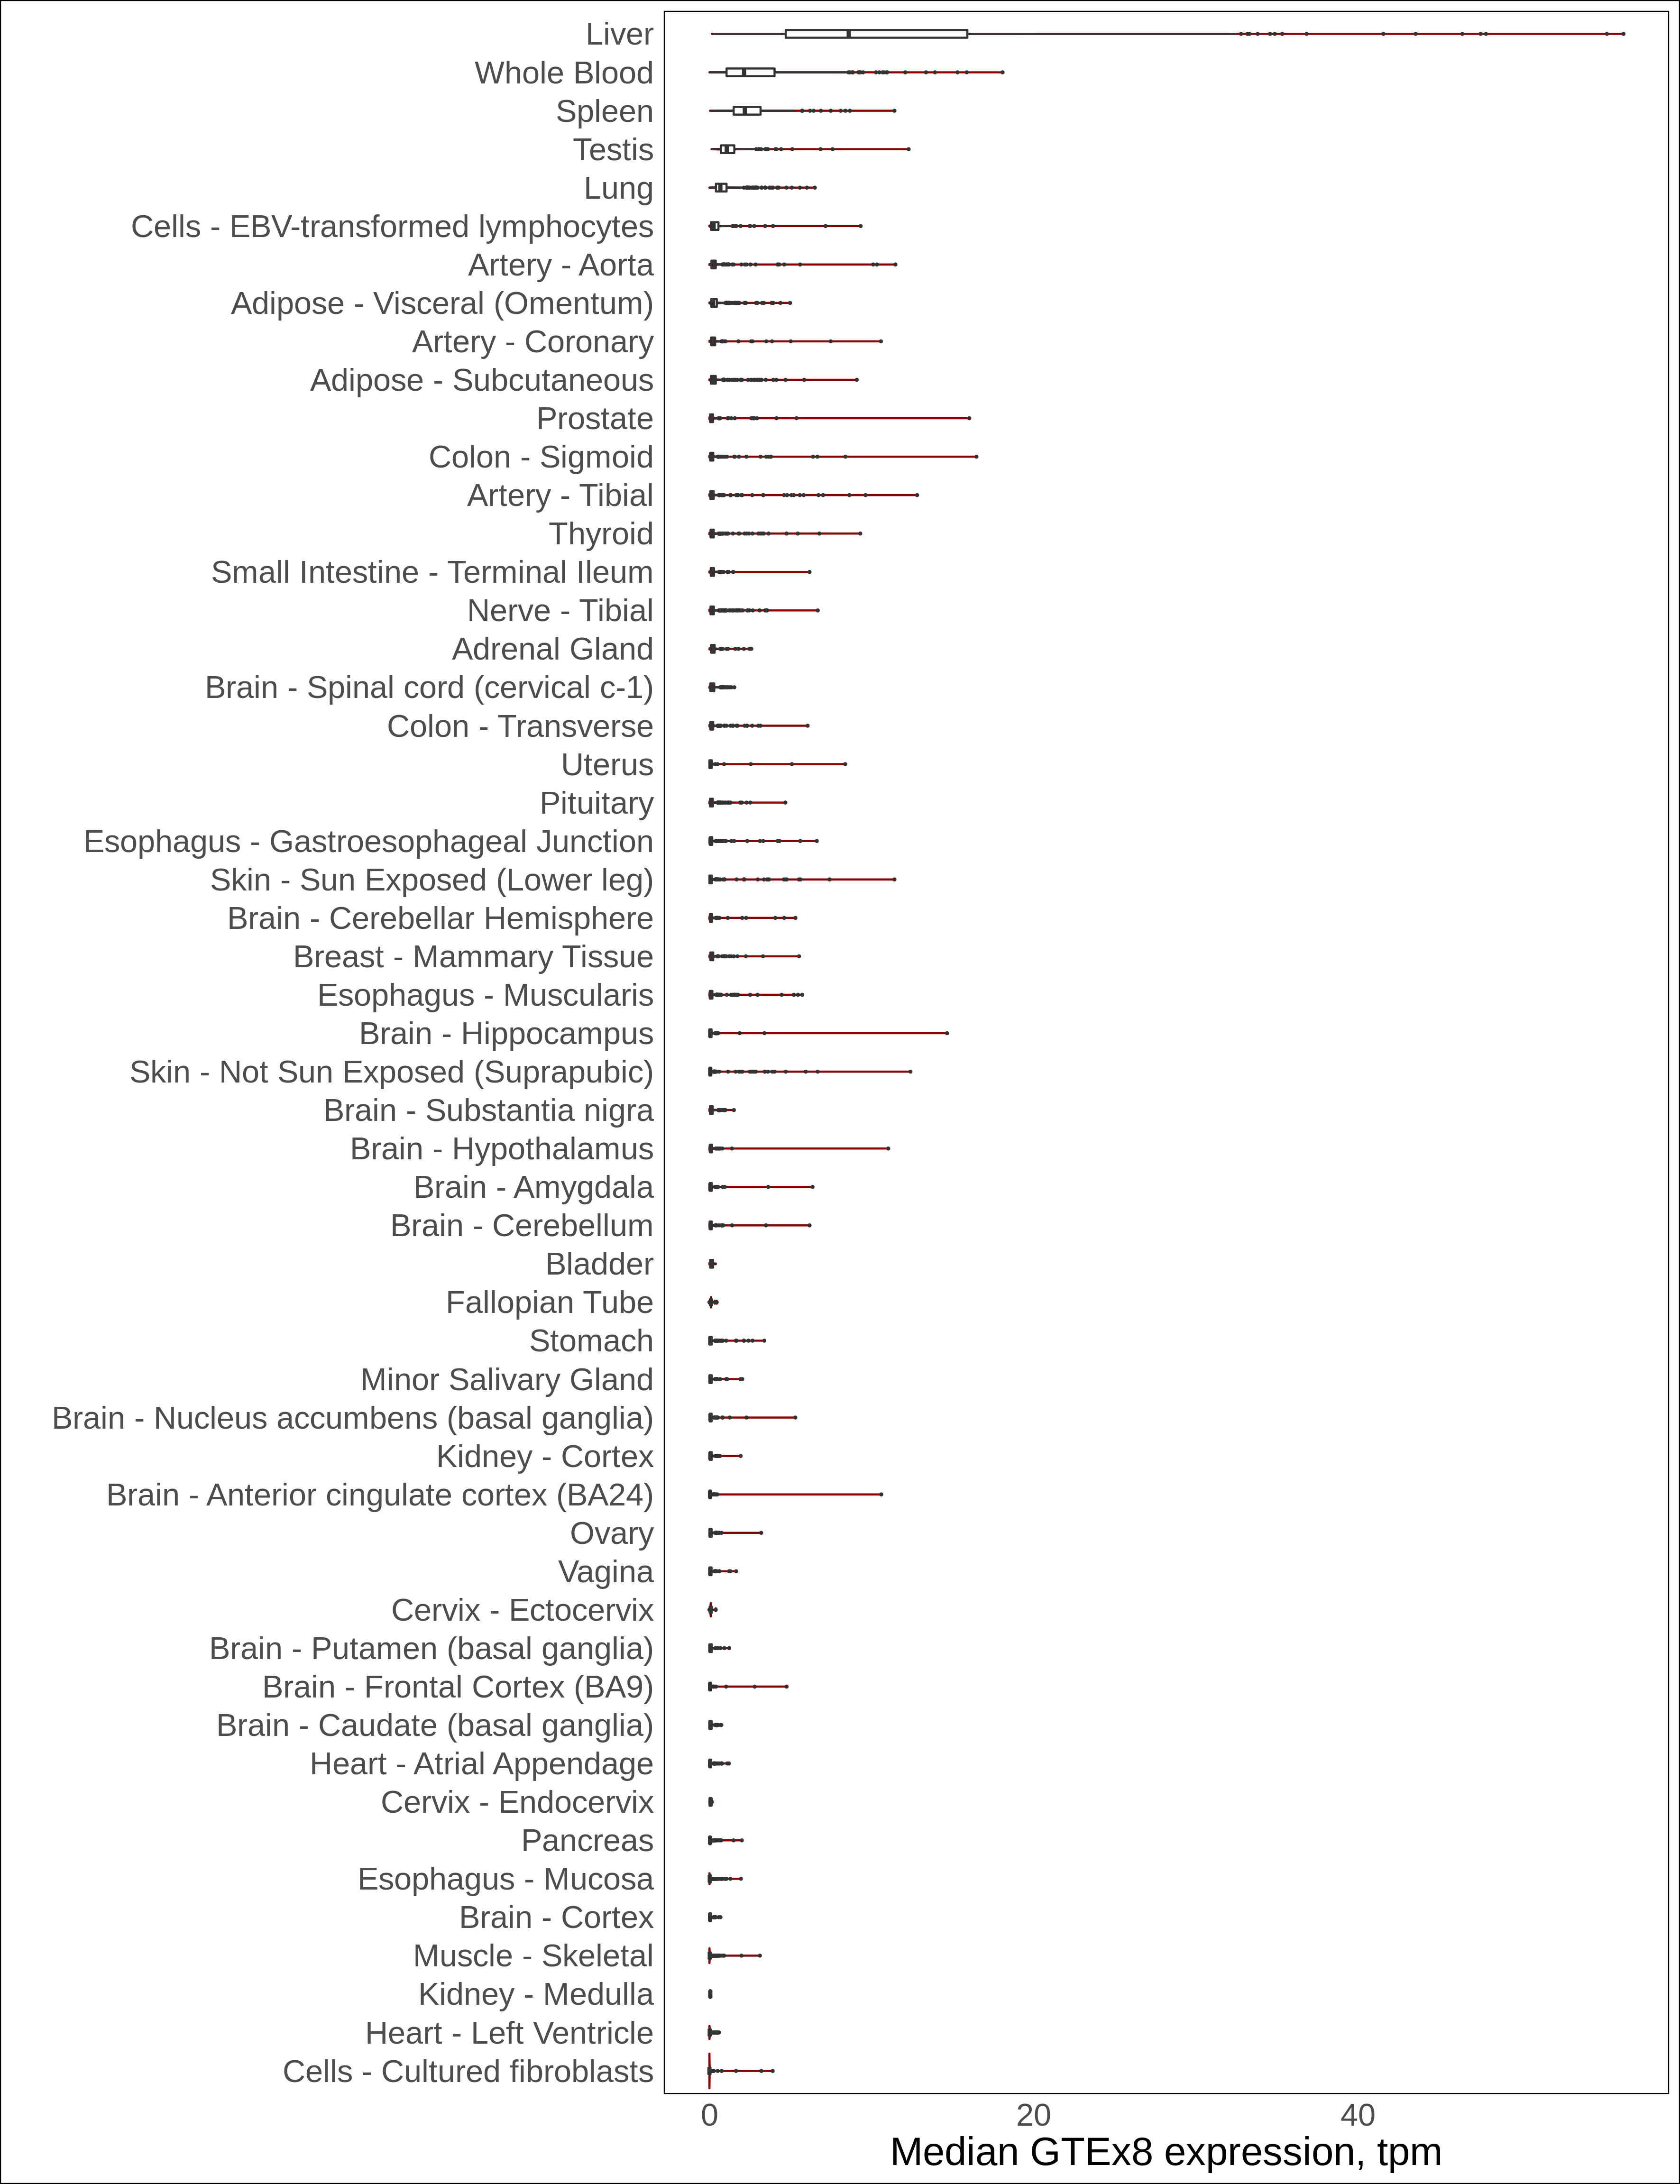 Liver
Whole Blood
Spleen
Testis
Lung
Cells - EBV-transformed lymphocytes
Artery - Aorta
Adipose - Visceral (Omentum)
Artery - Coronary
Adipose - Subcutaneous
Prostate
Colon - Sigmoid
Artery - Tibial
Thyroid
Small Intestine - Terminal Ileum
Nerve - Tibial
Adrenal Gland
Brain - Spinal cord (cervical c-1)
Colon - Transverse
Uterus
Pituitary
Esophagus - Gastroesophageal Junction
Skin - Sun Exposed (Lower leg)
Brain - Cerebellar Hemisphere
Breast - Mammary Tissue
Esophagus - Muscularis
Brain - Hippocampus
Skin - Not Sun Exposed (Suprapubic)
Brain - Substantia nigra
Brain - Hypothalamus
Brain - Amygdala
Brain - Cerebellum
Bladder
Fallopian Tube
Stomach
Minor Salivary Gland
Brain - Nucleus accumbens (basal ganglia)
Kidney - Cortex
Brain - Anterior cingulate cortex (BA24)
Ovary
Vagina
Cervix - Ectocervix
Brain - Putamen (basal ganglia)
Brain - Frontal Cortex (BA9)
Brain - Caudate (basal ganglia)
Heart - Atrial Appendage
Cervix - Endocervix
Pancreas
Esophagus - Mucosa
Brain - Cortex
Muscle - Skeletal
Kidney - Medulla
Heart - Left Ventricle
Cells - Cultured fibroblasts
0 20 40
Median GTEx8 expression, tpm